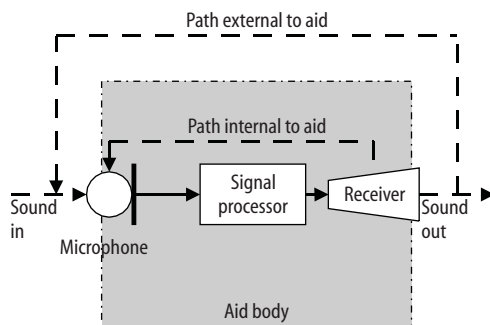 Path external to aid
Path internal to aid
Signal
processor
Receiver
Sound
in
Sound
out
Microphone
Aid body